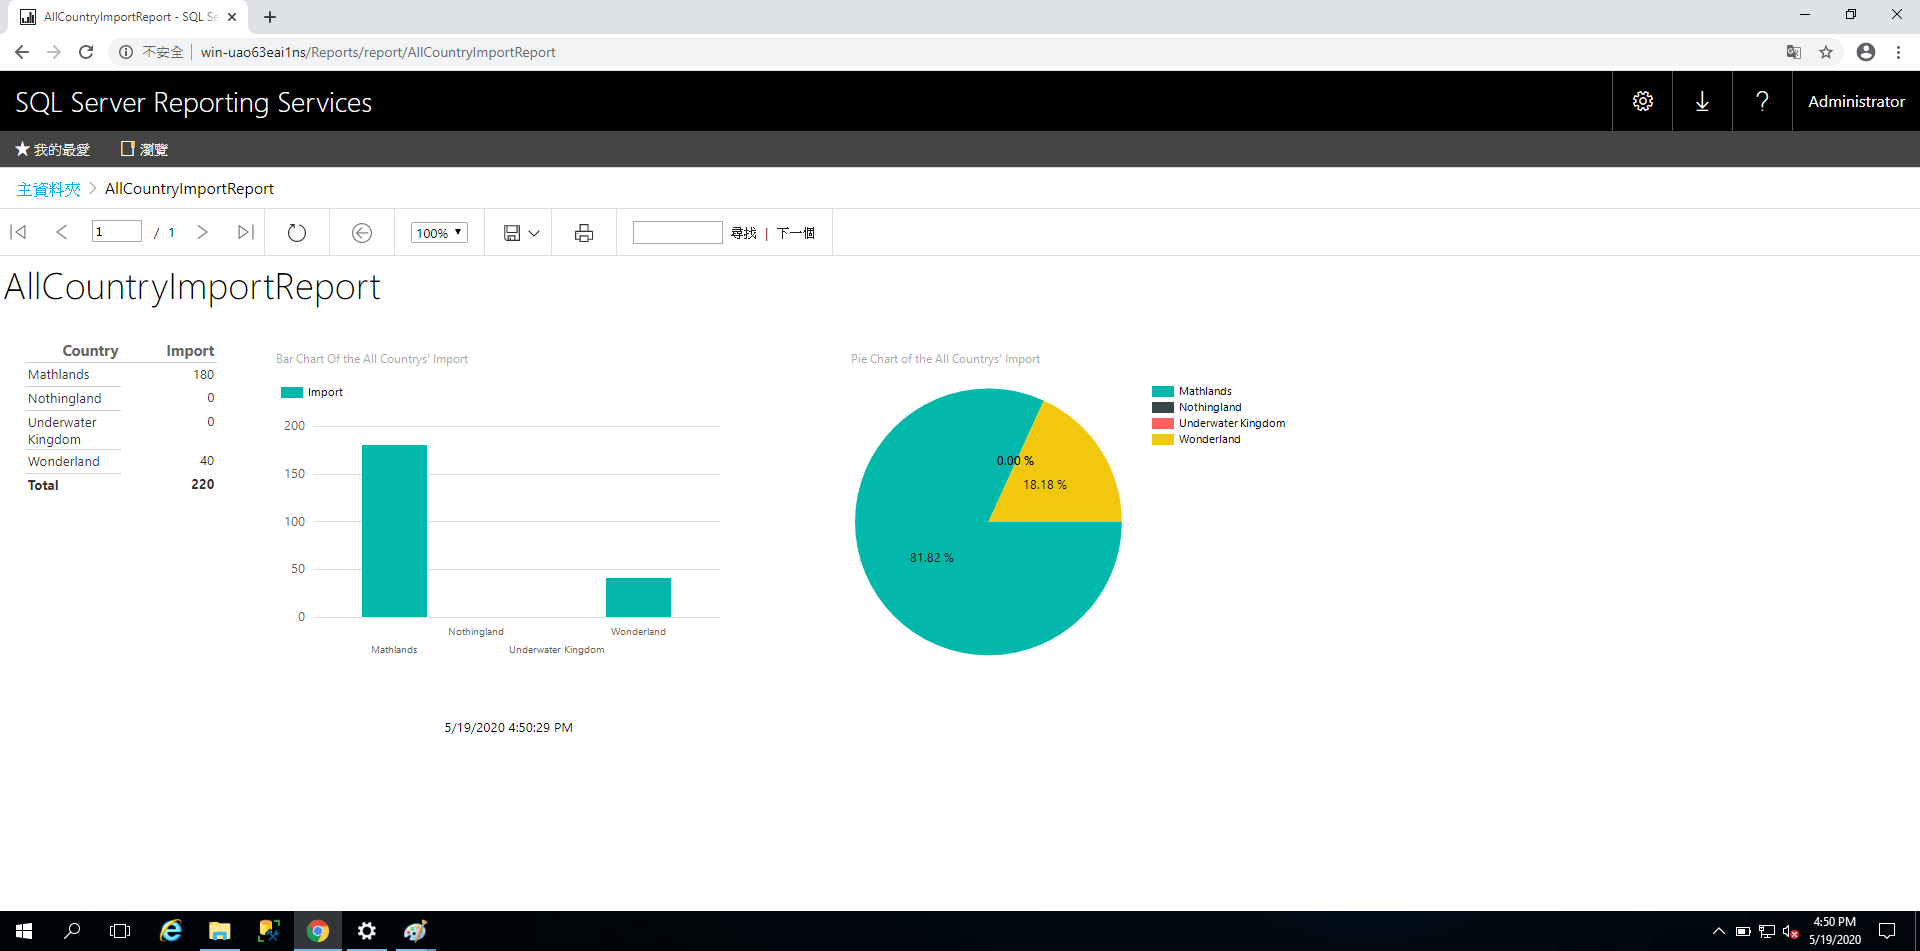 AllCountryImportReport - SQL Se
不安全 win-uao63eai1ns/Reports/report/AllCountryImportReport
SQL Server Reporting Services
Administrator
我的最愛 瀏覽
主資料夾 > AllCountryImportReport
1 / 1 100% 尋找 | 下一個
AllCountryImportReport
Country Import
Mathlands 180
Nothingland 0
Underwater 0
Kingdom
Wonderland 40
Total 220
Bar Chart Of the All Countrys' Import
Import
200
150
100
50
0
Nothingland Wonderland
Mathlands Underwater Kingdom
Pie Chart of the All Countrys' Import
0.00 %
18.18 %
81.82 %
Mathlands
Nothingland
Underwater Kingdom
Wonderland
5/19/2020 4:50:29 PM
4:50 PM
5/19/2020